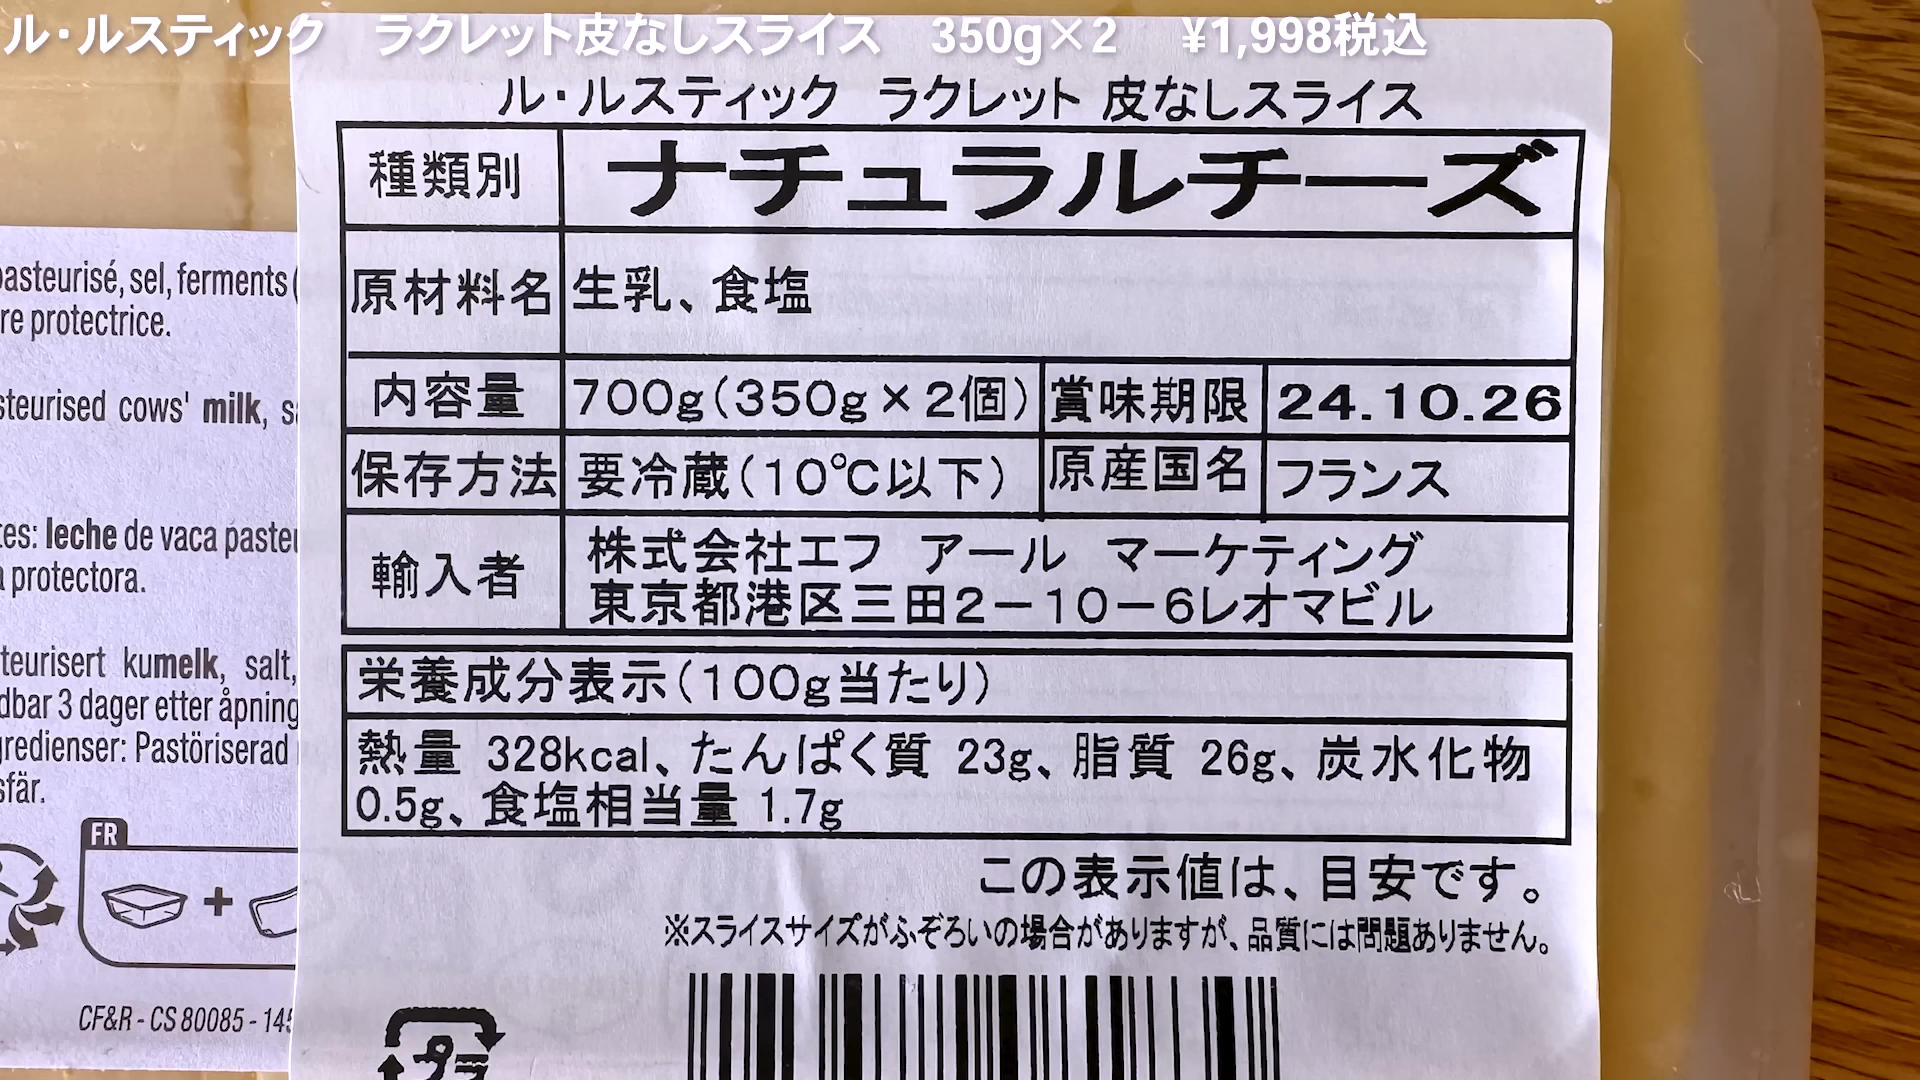 ル・ルスティック　ラクレット皮なしスライス　350g×2　¥1,998税込
ル・ルスティック　ラクレット 皮なしスライス
種類別 ナチュラルチーズ
原材料名 生乳、食塩
内容量 700g(350g×2個) 賞味期限 24.10.26
保存方法 要冷蔵(10℃以下) 原産国名 フランス
輸入者 株式会社エフ アール マーケティング
東京都港区三田2-10-6レオマビル
栄養成分表示(100g当たり)
熱量 328kcal、たんぱく質 23g、脂質 26g、炭水化物
0.5g、食塩相当量 1.7g
この表示値は、目安です。
※スライスサイズがふぞろいの場合がありますが、品質には問題ありません。
プラ
pasteurisé, sel, ferments (
re protectrice.
steurised cows' milk, s
tes: leche de vaca paste
protectora.
teurisert kumelk, salt,
dbar 3 dager etter åpning
gredienser: Pastöriserad
sfär.
FR
+
CF&R - CS 80085 - 145